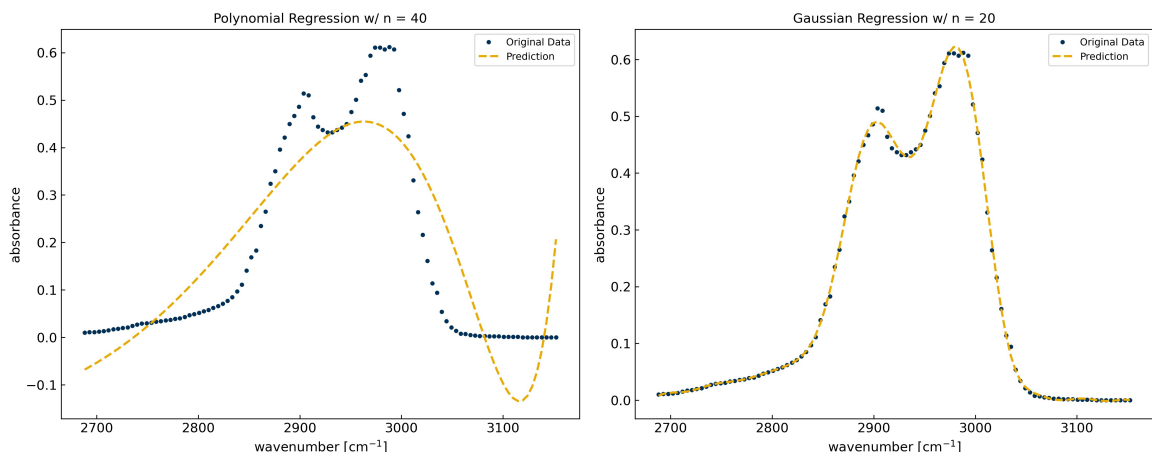 Polynomial Regression w/ n = 40
0.6
0.5
0.4
0.3
0.2
0.1
0.0
−0.1
absorbance
2700 2800 2900 3000 3100
wavenumber [cm⁻¹]
Original Data
Prediction
Gaussian Regression w/ n = 20
0.6
0.5
0.4
0.3
0.2
0.1
0.0
absorbance
2700 2800 2900 3000 3100
wavenumber [cm⁻¹]
Original Data
Prediction